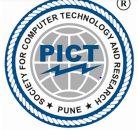 ®
SOCIETY FOR COMPUTER TECHNOLOGY AND RESEARCH
PICT
★ PUNE ★